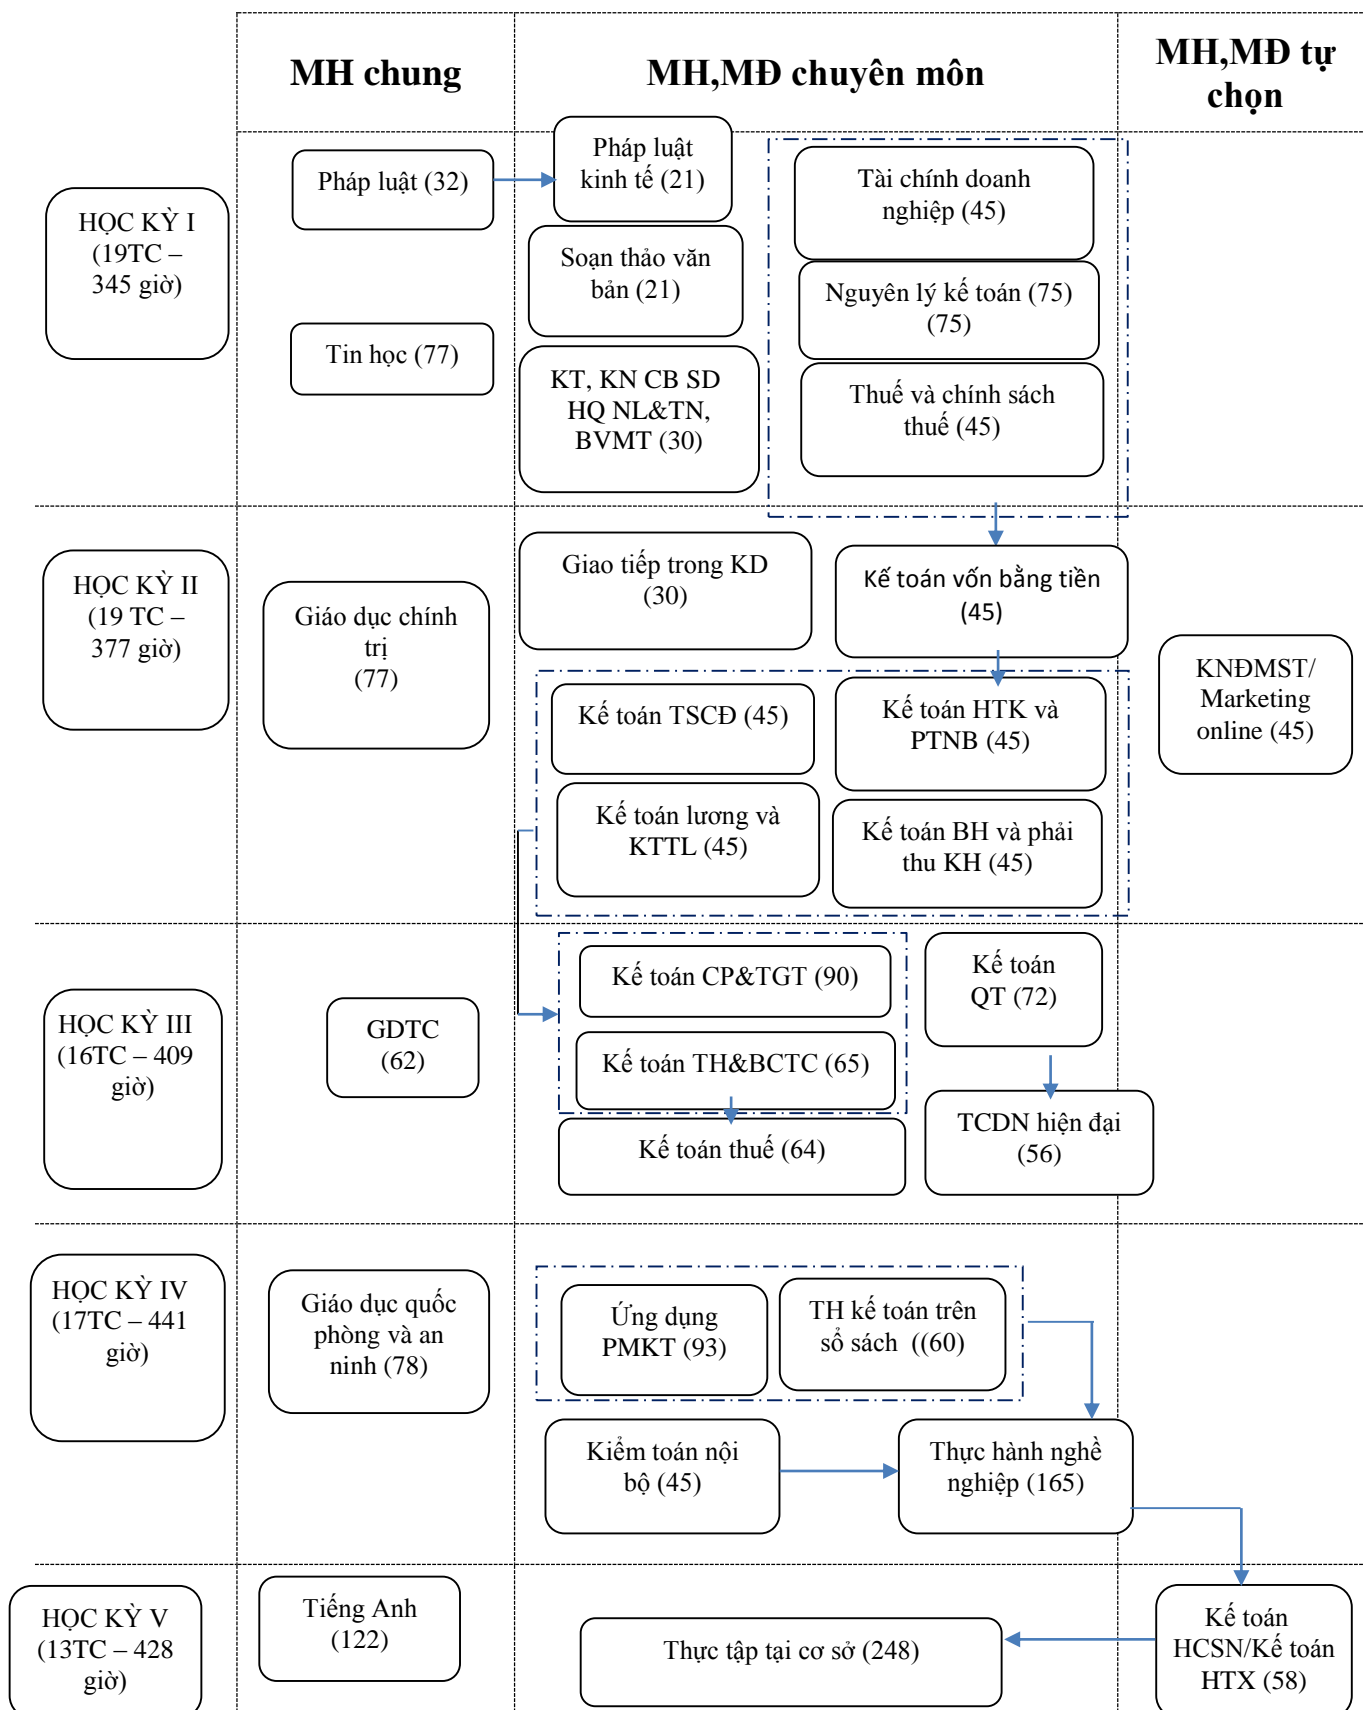 MH chung
MH,MĐ chuyên môn
MH,MĐ tự
chọn
HỌC KỲ I
(19TC –
345 giờ)
Pháp luật (32)
Tin học (77)
Pháp luật
kinh tế (21)
Soạn thảo văn
bản (21)
KT, KN CB SD
HQ NL&TN,
BVMT (30)
Tài chính doanh
nghiệp (45)
Nguyên lý kế toán (75)
(75)
Thuế và chính sách
thuế (45)
HỌC KỲ II
(19 TC –
377 giờ)
Giáo dục chính
trị
(77)
Giao tiếp trong KD
(30)
Kế toán vốn bằng tiền
(45)
Kế toán TSCĐ (45)
Kế toán HTK và
PTNB (45)
Kế toán lương và
KTTL (45)
Kế toán BH và phải
thu KH (45)
KNĐMST/
Marketing
online (45)
HỌC KỲ III
(16TC – 409
giờ)
GDTC
(62)
Kế toán CP&TGT (90)
Kế toán TH&BCTC (65)
Kế toán thuế (64)
Kế toán
QT (72)
TCDN hiện đại
(56)
HỌC KỲ IV
(17TC – 441
giờ)
Giáo dục quốc
phòng và an
ninh (78)
Ứng dụng
PMKT (93)
TH kế toán trên
sổ sách ((60)
Kiểm toán nội
bộ (45)
Thực hành nghề
nghiệp (165)
HỌC KỲ V
(13TC – 428
giờ)
Tiếng Anh
(122)
Thực tập tại cơ sở (248)
Kế toán
HCSN/Kế toán
HTX (58)